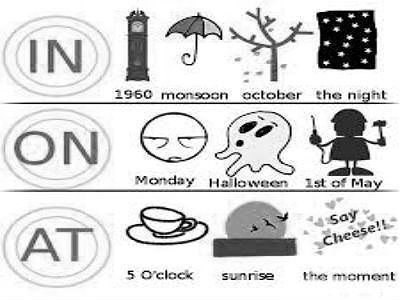 IN
1960 monsoon october the night
ON
Monday Halloween 1st of May
AT
Say
Cheese!!
5 O'clock sunrise the moment